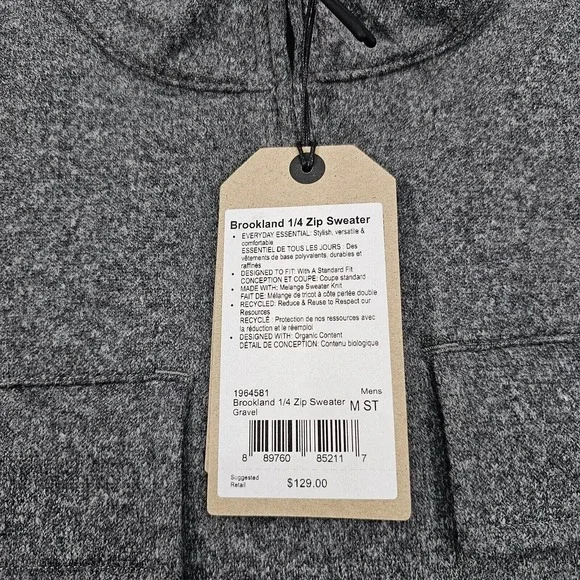 Brookland 1/4 Zip Sweater
• EVERYDAY ESSENTIAL: Stylish, versatile &
comfortable
ESSENTIEL DE TOUS LES JOURS : Des
vêtements de base polyvalents, durables et
raffinés
• DESIGNED TO FIT: With A Standard Fit
CONCEPTION ET COUPE: Coupe standard
• MADE WITH: Melange Sweater Knit
FAIT DE: Mélange de tricot à côte perlée double
• RECYCLED: Reduce & Reuse to Respect our
Resources
RECYCLÉ : Protection de nos ressources avec
la réduction et le réemploi
• DESIGNED WITH: Organic Content
DÉTAIL DE CONCEPTION: Contenu biologique
1964581 Mens
Brookland 1/4 Zip Sweater M ST
Gravel
8 89760 85211 7
Suggested
Retail $129.00